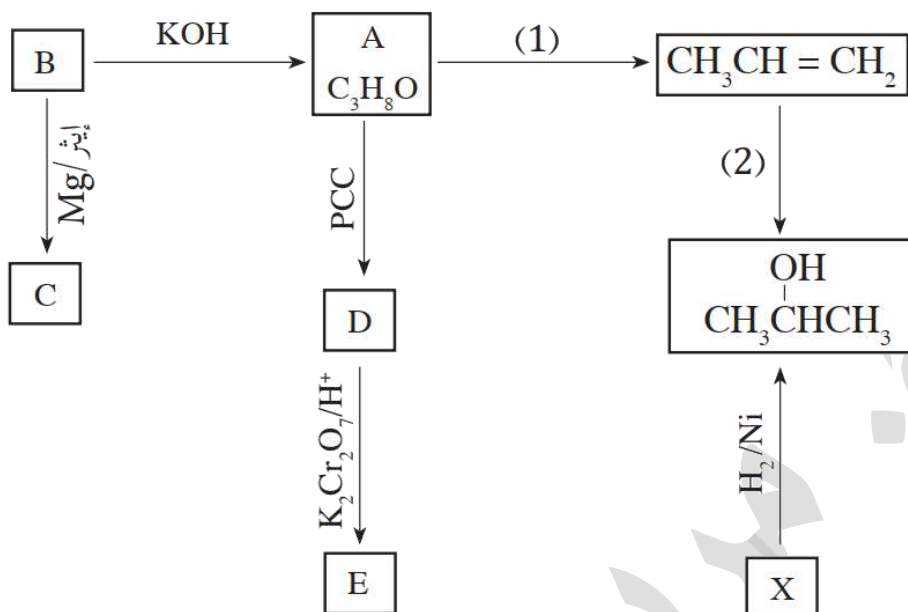 B
KOH
A
C₃H₈O
(1)
CH₃CH = CH₂
Mg/إيثر
PCC
(2)
C
D
OH
CH₃CHCH₃
K₂Cr₂O₇/H⁺
H₂/Ni
E
X